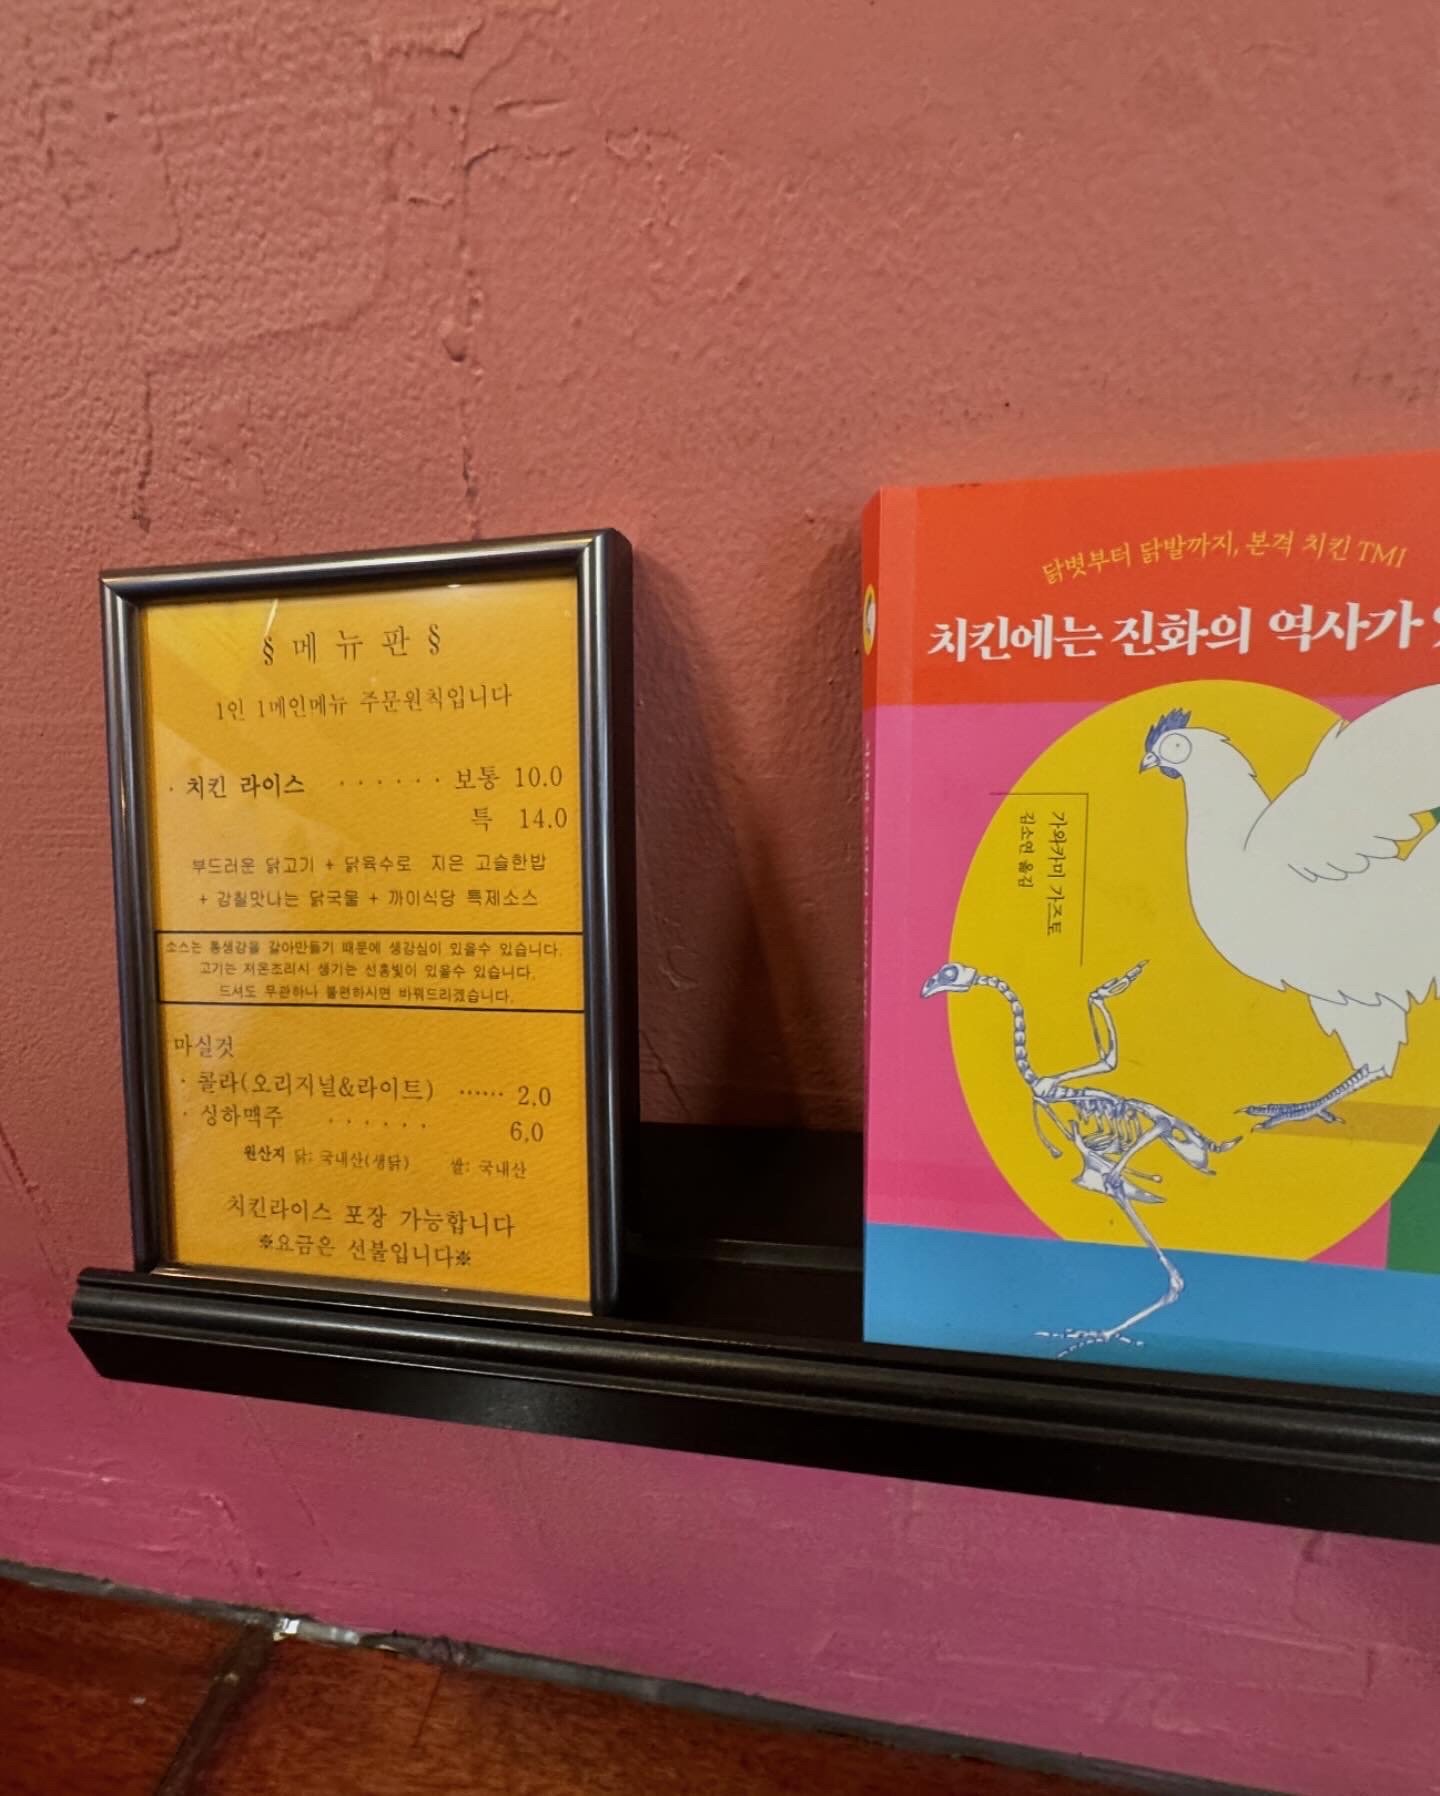 § 메 뉴 판 §
1인 1메인메뉴 주문원칙입니다
· 치킨 라이스 · · · · · · 보통 10.0
특 14.0
부드러운 닭고기 + 닭육수로 지은 고슬한밥
+ 감칠맛나는 닭국물 + 까이식당 특제소스
소스는 통생강을 갈아만들기 때문에 생강심이 있을수 있습니다.
고기는 저온조리시 생기는 선홍빛이 있을수 있습니다.
드셔도 무관하나 불편하시면 바꿔드리겠습니다.
마실것
· 콜라(오리지널&라이트) ······ 2.0
· 싱하맥주 · · · · · · 6.0
원산지 닭: 국내산(생닭) 쌀: 국내산
치킨라이스 포장 가능합니다
※요금은 선불입니다※
닭볏부터 닭발까지, 본격 치킨 TMI
치킨에는 진화의 역사가
가와카미 가즈토
김소연 옮김